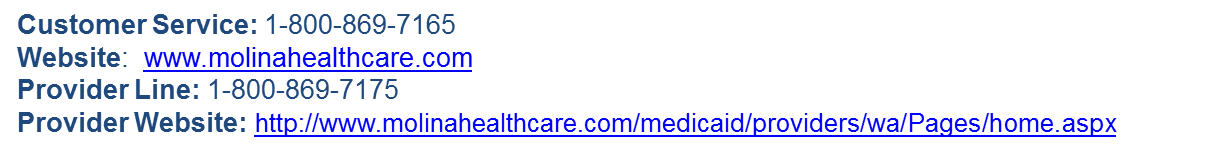 Customer Service: 1-800-869-7165
Website:  www.molinahealthcare.com
Provider Line: 1-800-869-7175
Provider Website: http://www.molinahealthcare.com/medicaid/providers/wa/Pages/home.aspx